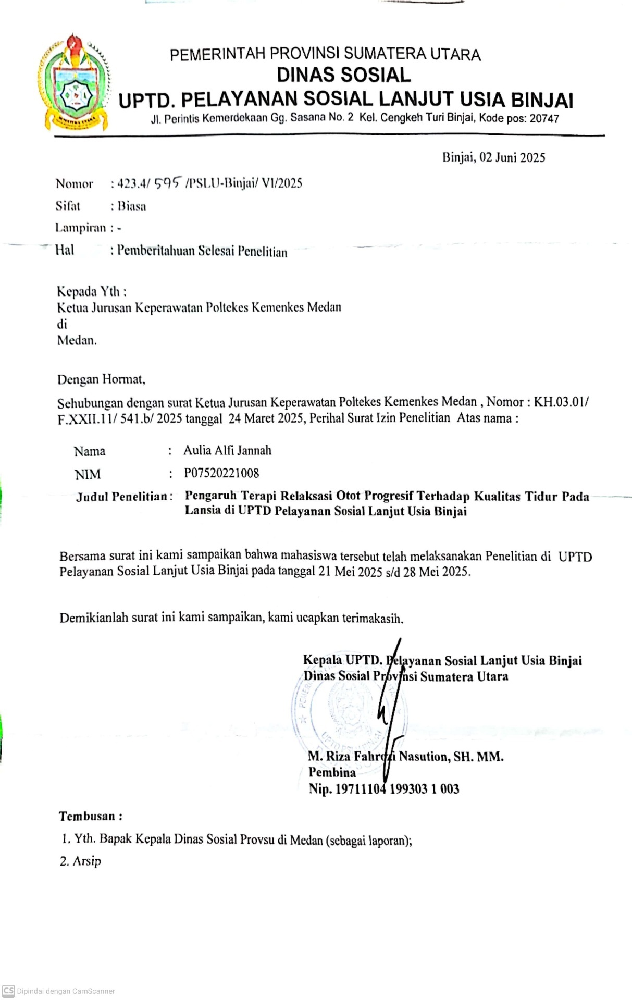 PEMERINTAH PROVINSI SUMATERA UTARA
DINAS SOSIAL
UPTD. PELAYANAN SOSIAL LANJUT USIA BINJAI
Jl. Perintis Kemerdekaan Gg. Sasana No. 2 Kel. Cengkeh Turi Binjai, Kode pos: 20747
Binjai, 02 Juni 2025
Nomor : 423.4/ 595 /PSLU-Binjai/ VI/2025
Sifat : Biasa
Lampiran : -
Hal : Pemberitahuan Selesai Penelitian
Kepada Yth :
Ketua Jurusan Keperawatan Poltekes Kemenkes Medan
di
Medan.
Dengan Hormat,
Sehubungan dengan surat Ketua Jurusan Keperawatan Poltekes Kemenkes Medan , Nomor : KH.03.01/
F.XXII.11/ 541.b/ 2025 tanggal 24 Maret 2025, Perihal Surat Izin Penelitian Atas nama :
Nama : Aulia Alfi Jannah
NIM : P07520221008
Judul Penelitian : Pengaruh Terapi Relaksasi Otot Progresif Terhadap Kualitas Tidur Pada
Lansia di UPTD Pelayanan Sosial Lanjut Usia Binjai
Bersama surat ini kami sampaikan bahwa mahasiswa tersebut telah melaksanakan Penelitian di UPTD
Pelayanan Sosial Lanjut Usia Binjai pada tanggal 21 Mei 2025 s/d 28 Mei 2025.
Demikianlah surat ini kami sampaikan, kami ucapkan terimakasih.
Kepala UPTD. Pelayanan Sosial Lanjut Usia Binjai
Dinas Sosial Provinsi Sumatera Utara
M. Riza Fahrozi Nasution, SH. MM.
Pembina
Nip. 19711104 199303 1 003
Tembusan :
1. Yth. Bapak Kepala Dinas Sosial Provsu di Medan (sebagai laporan);
2. Arsip
CS Dipindai dengan CamScanner